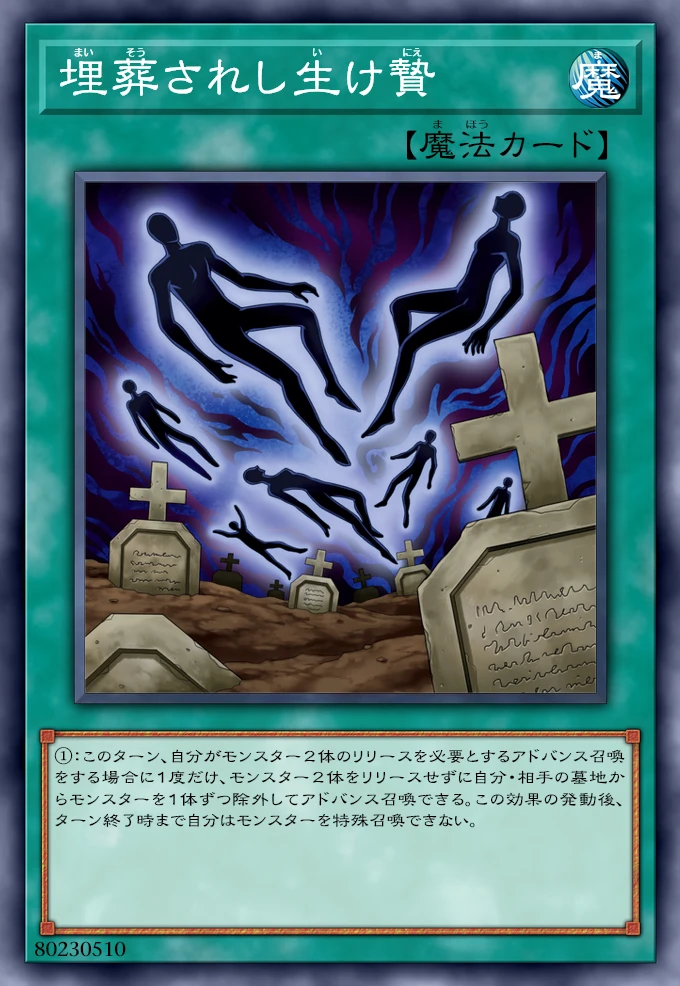 埋葬されし生け贄
魔
【魔法カード】
①:このターン、自分がモンスター２体のリリースを必要とするアドバンス召喚
をする場合に１度だけ、モンスター２体をリリースせずに自分・相手の墓地か
らモンスターを１体ずつ除外してアドバンス召喚できる。この効果の発動後、
ターン終了時まで自分はモンスターを特殊召喚できない。
80230510